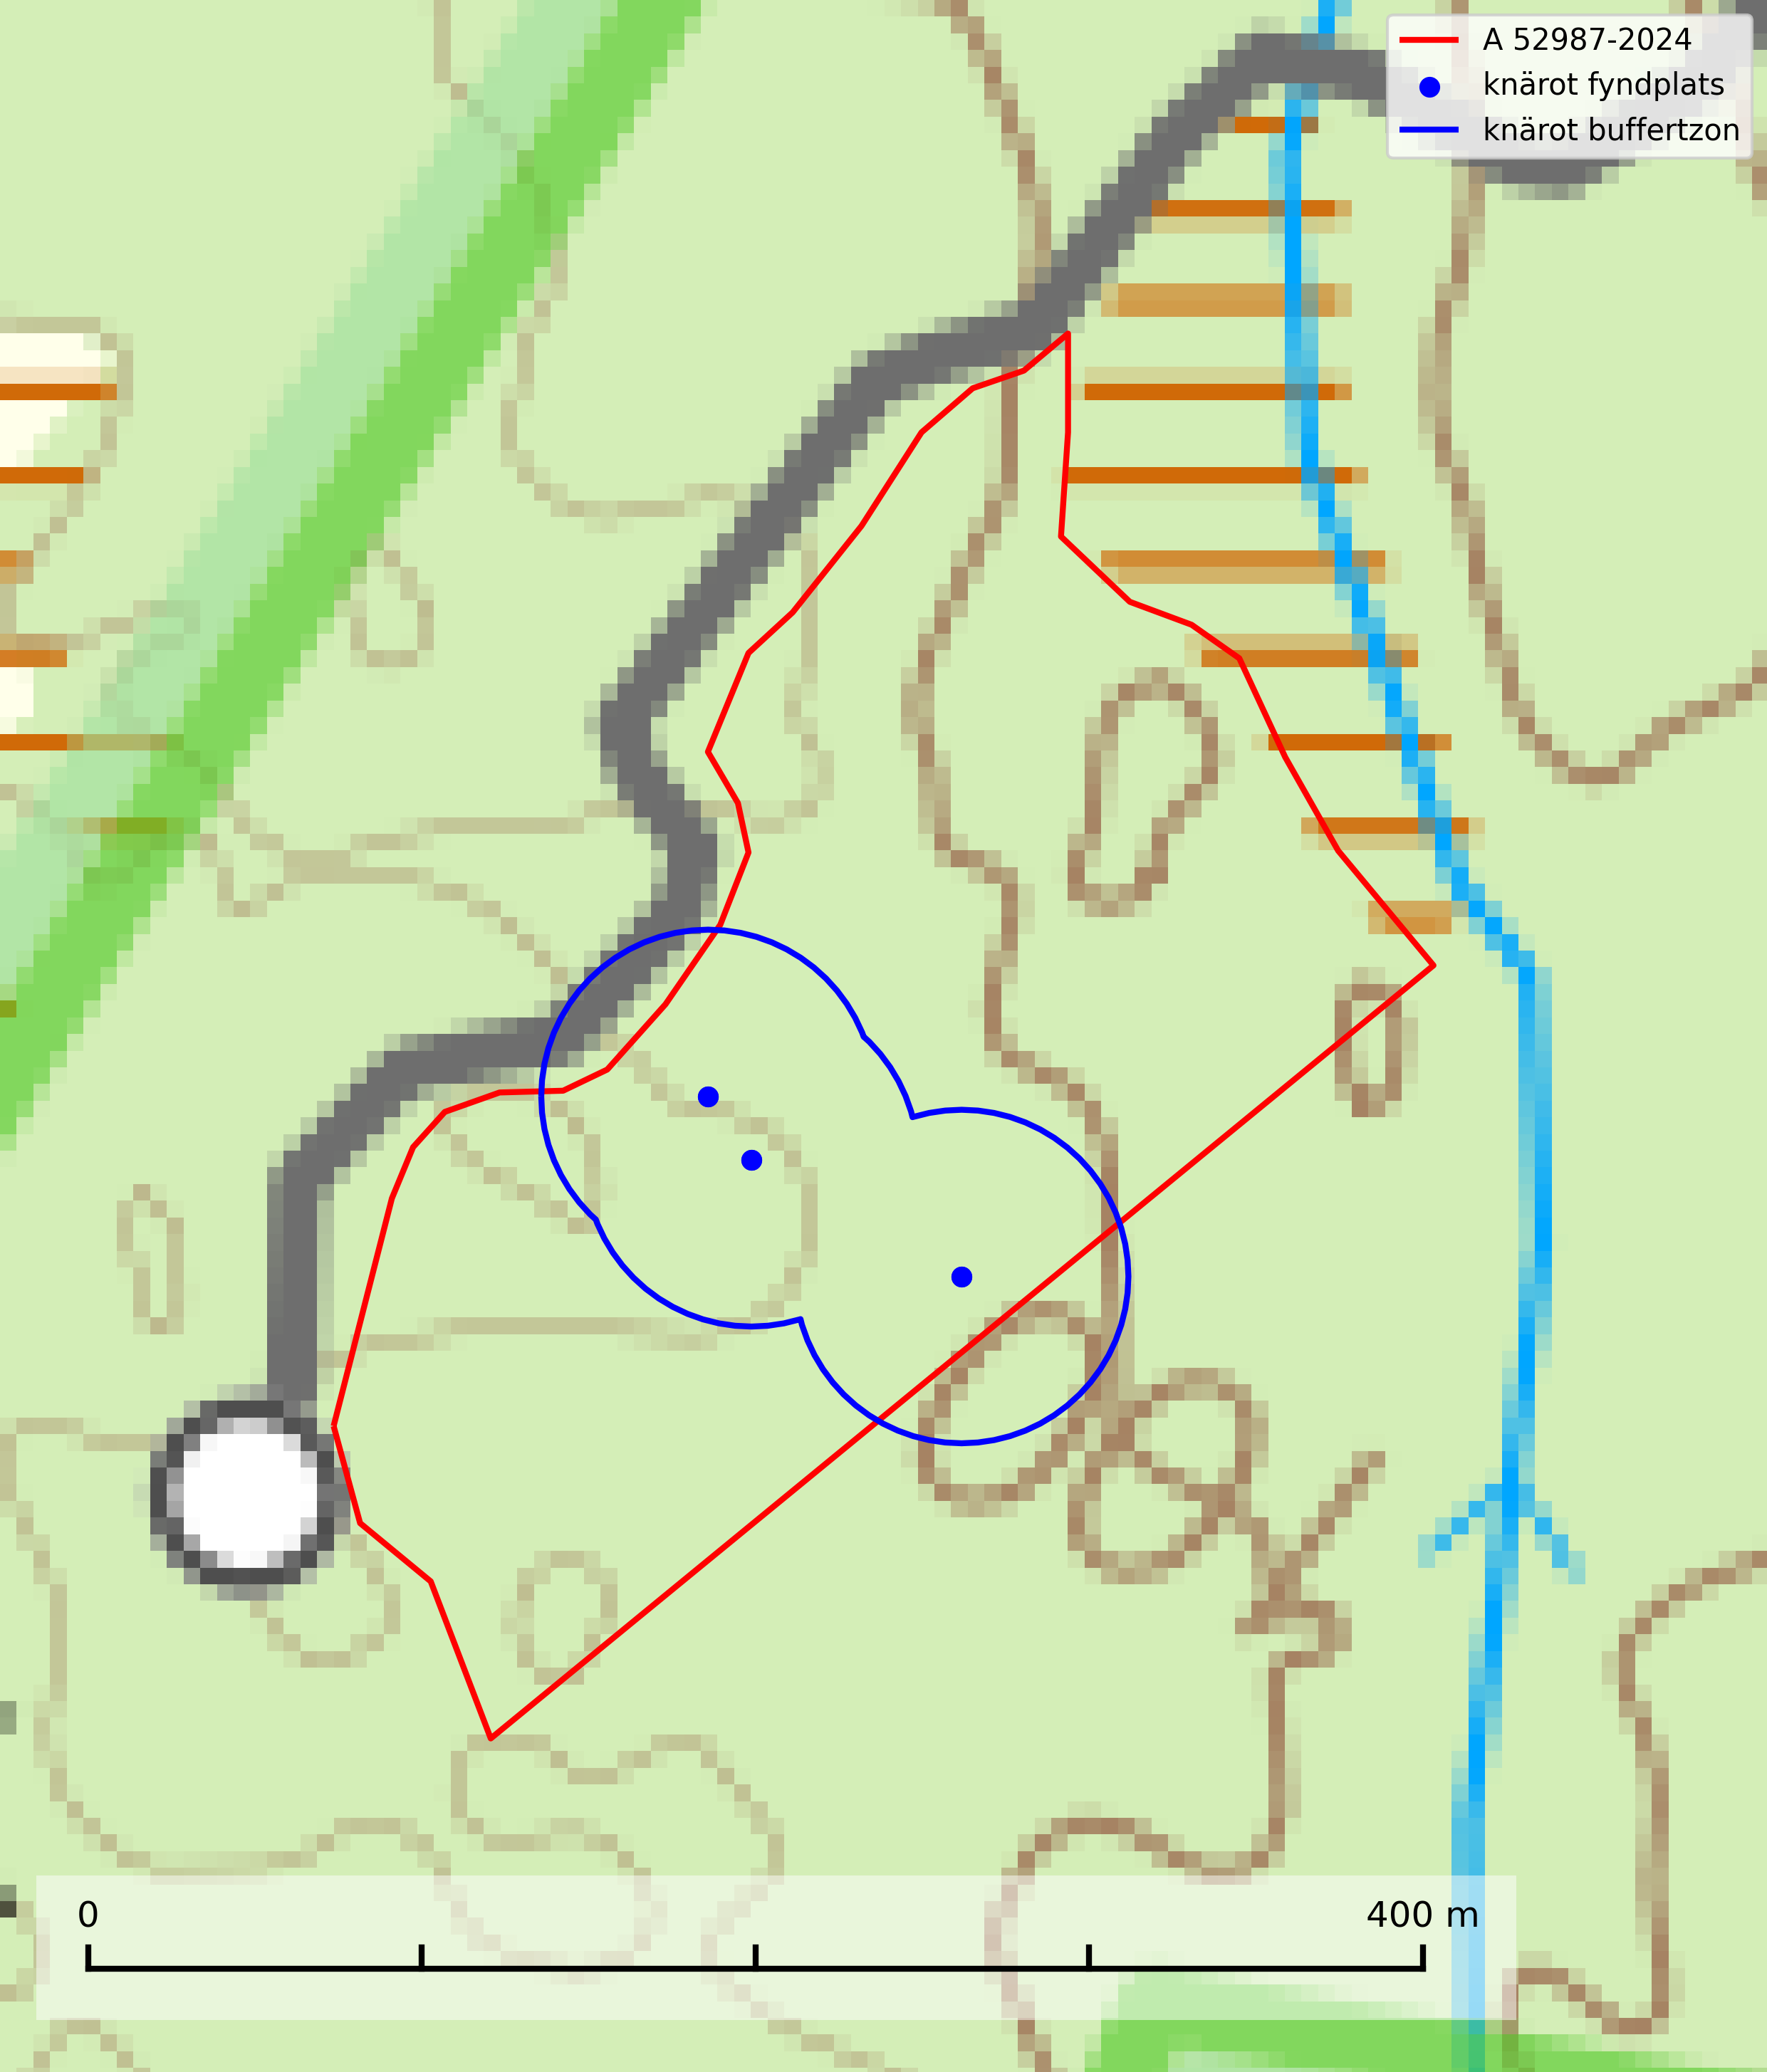 A 52987-2024
knärot fyndplats
knärot buffertzon
0
400 m